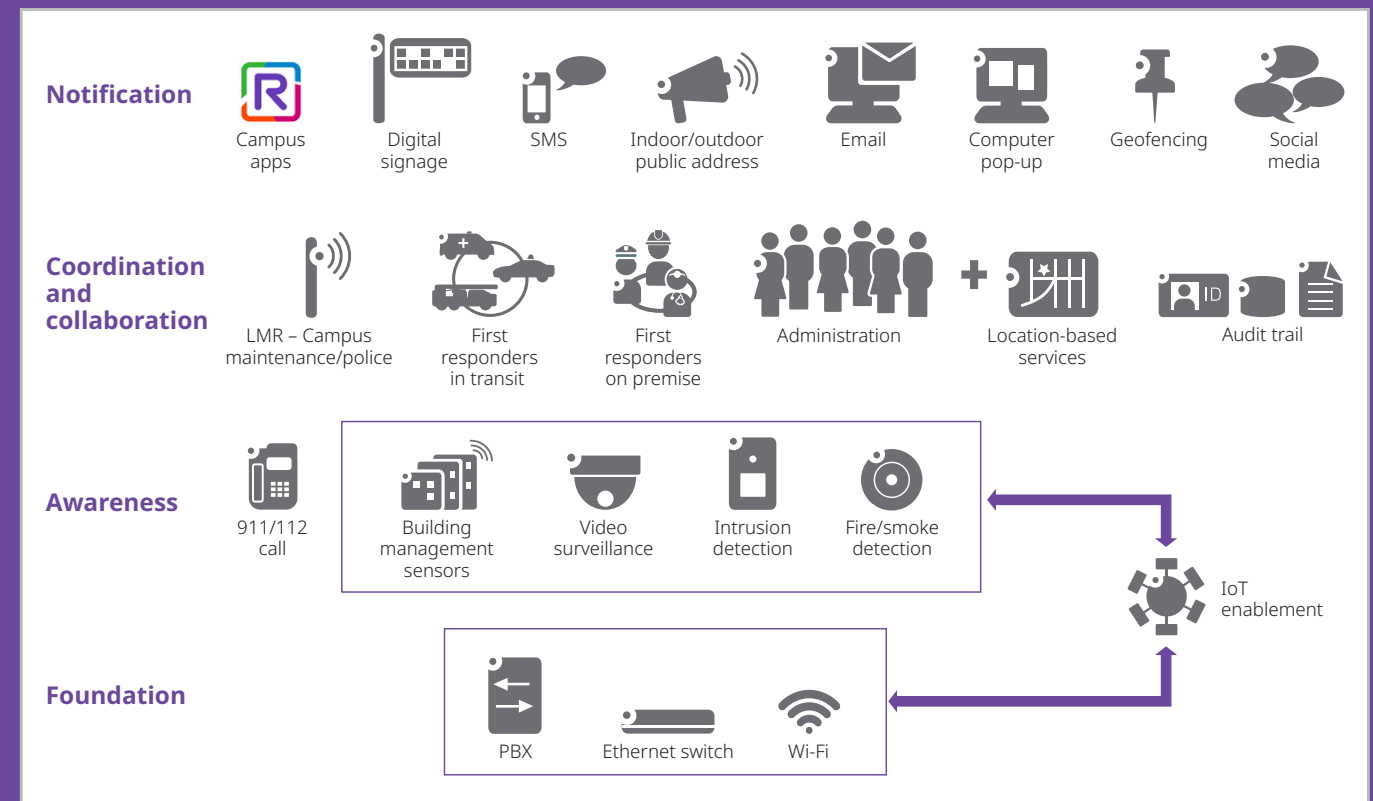 Notification
R
Campus
apps
Digital
signage
SMS
Indoor/outdoor
public address
Email
Computer
pop-up
Geofencing
Social
media
Coordination
and
collaboration
LMR – Campus
maintenance/police
First
responders
in transit
First
responders
on premise
Administration
Location-based
services
ID
Audit trail
Awareness
911/112
call
Building
management
sensors
Video
surveillance
Intrusion
detection
Fire/smoke
detection
IoT
enablement
Foundation
PBX
Ethernet switch
Wi-Fi